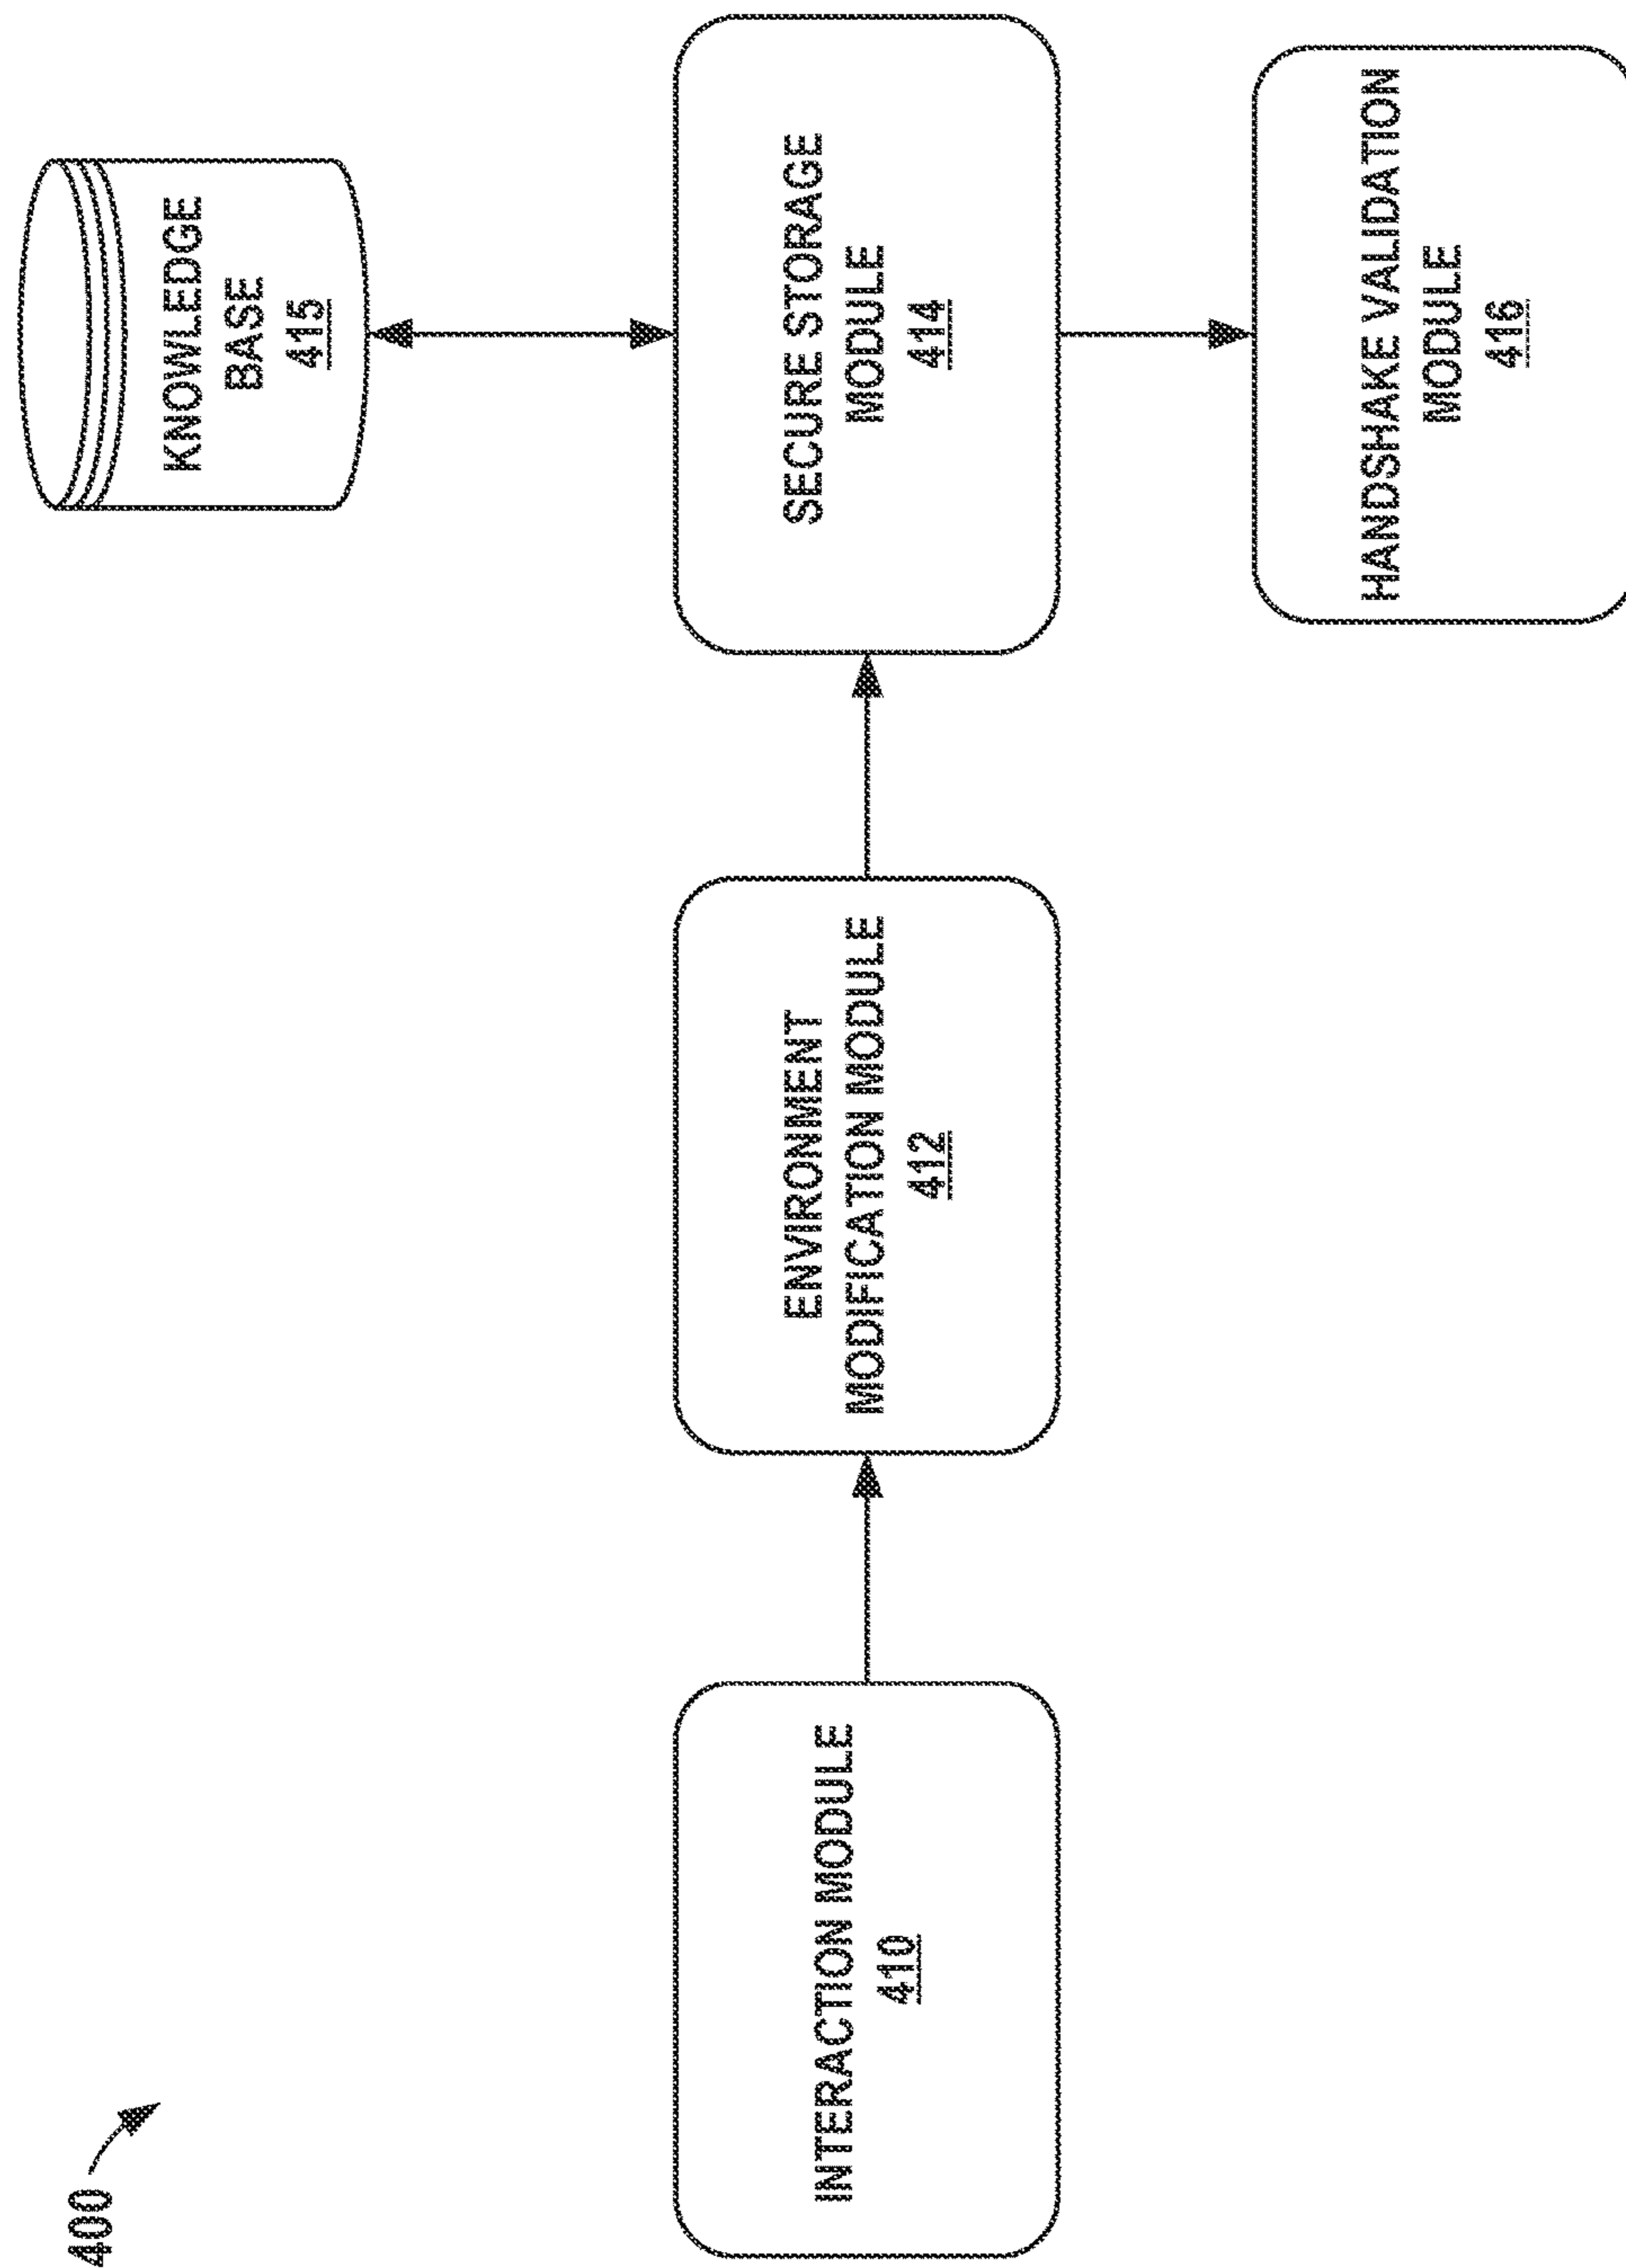 400
INTERACTION MODULE
410
ENVIRONMENT
MODIFICATION MODULE
412
KNOWLEDGE
BASE
415
SECURE STORAGE
MODULE
414
HANDSHAKE VALIDATION
MODULE
416